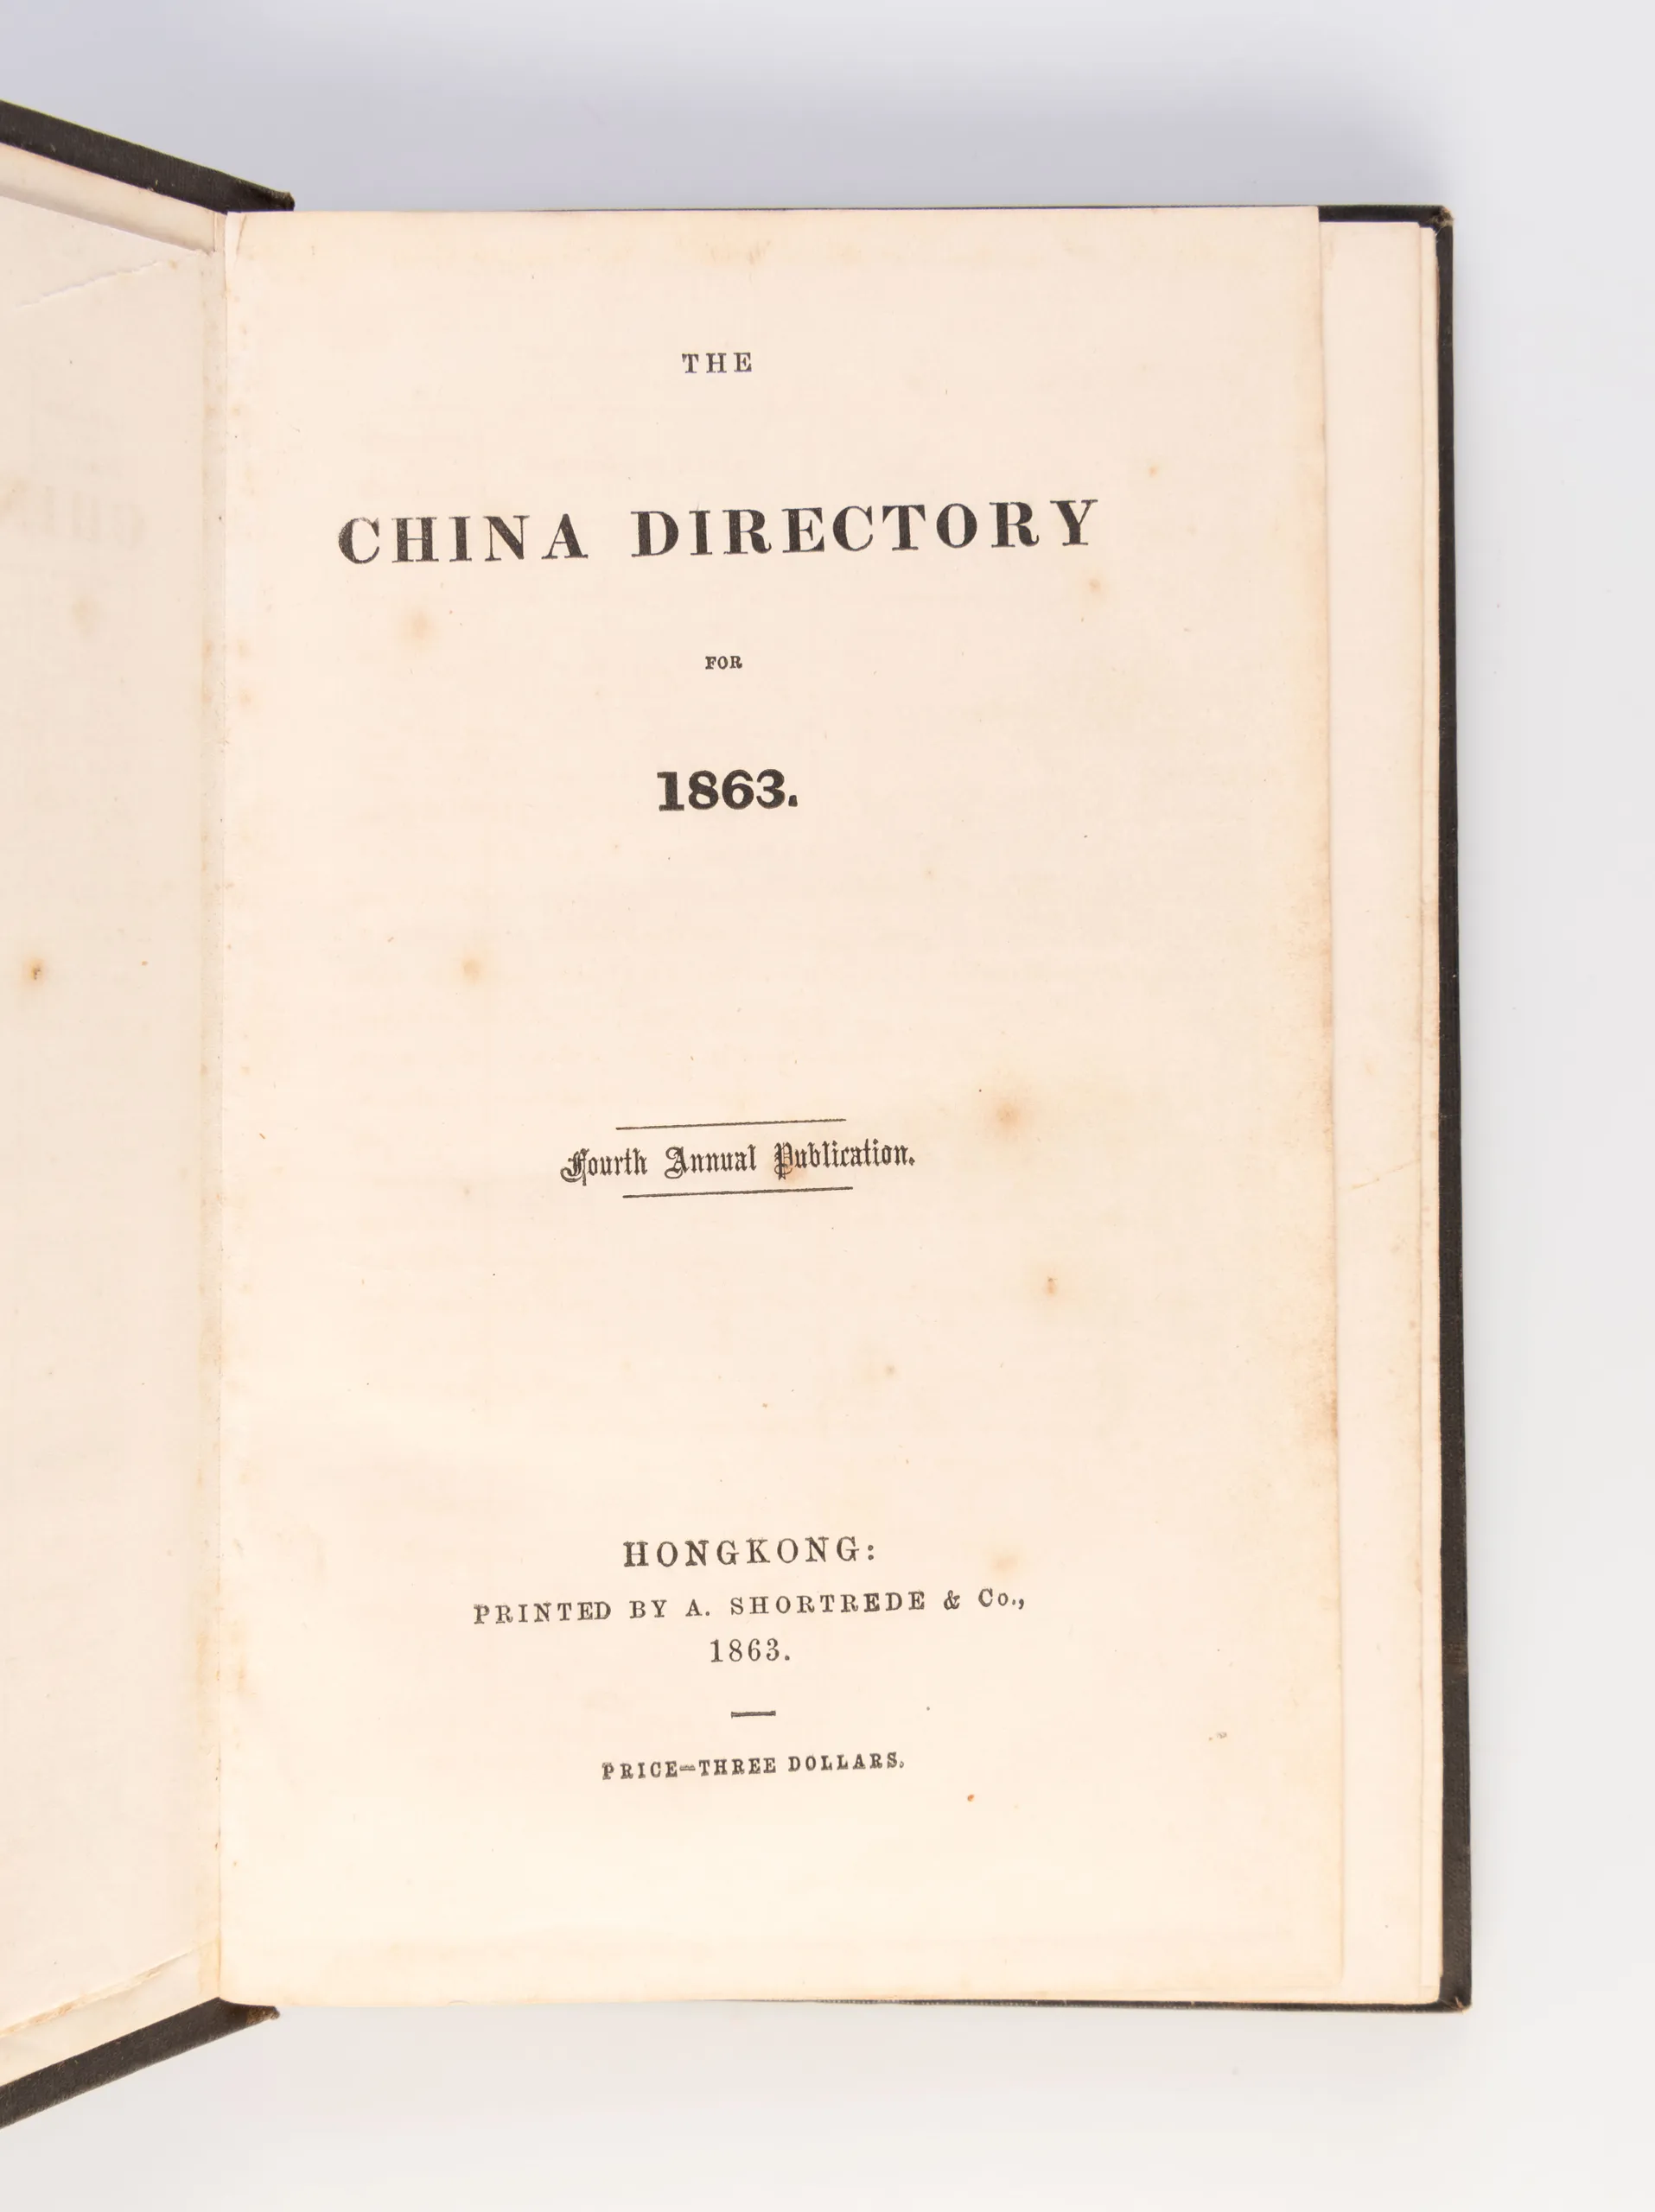 THE
CHINA DIRECTORY
FOR
1863.
Fourth Annual Publication.
HONGKONG:
PRINTED BY A. SHORTREDE & Co.,
1863.
PRICE—THREE DOLLARS.